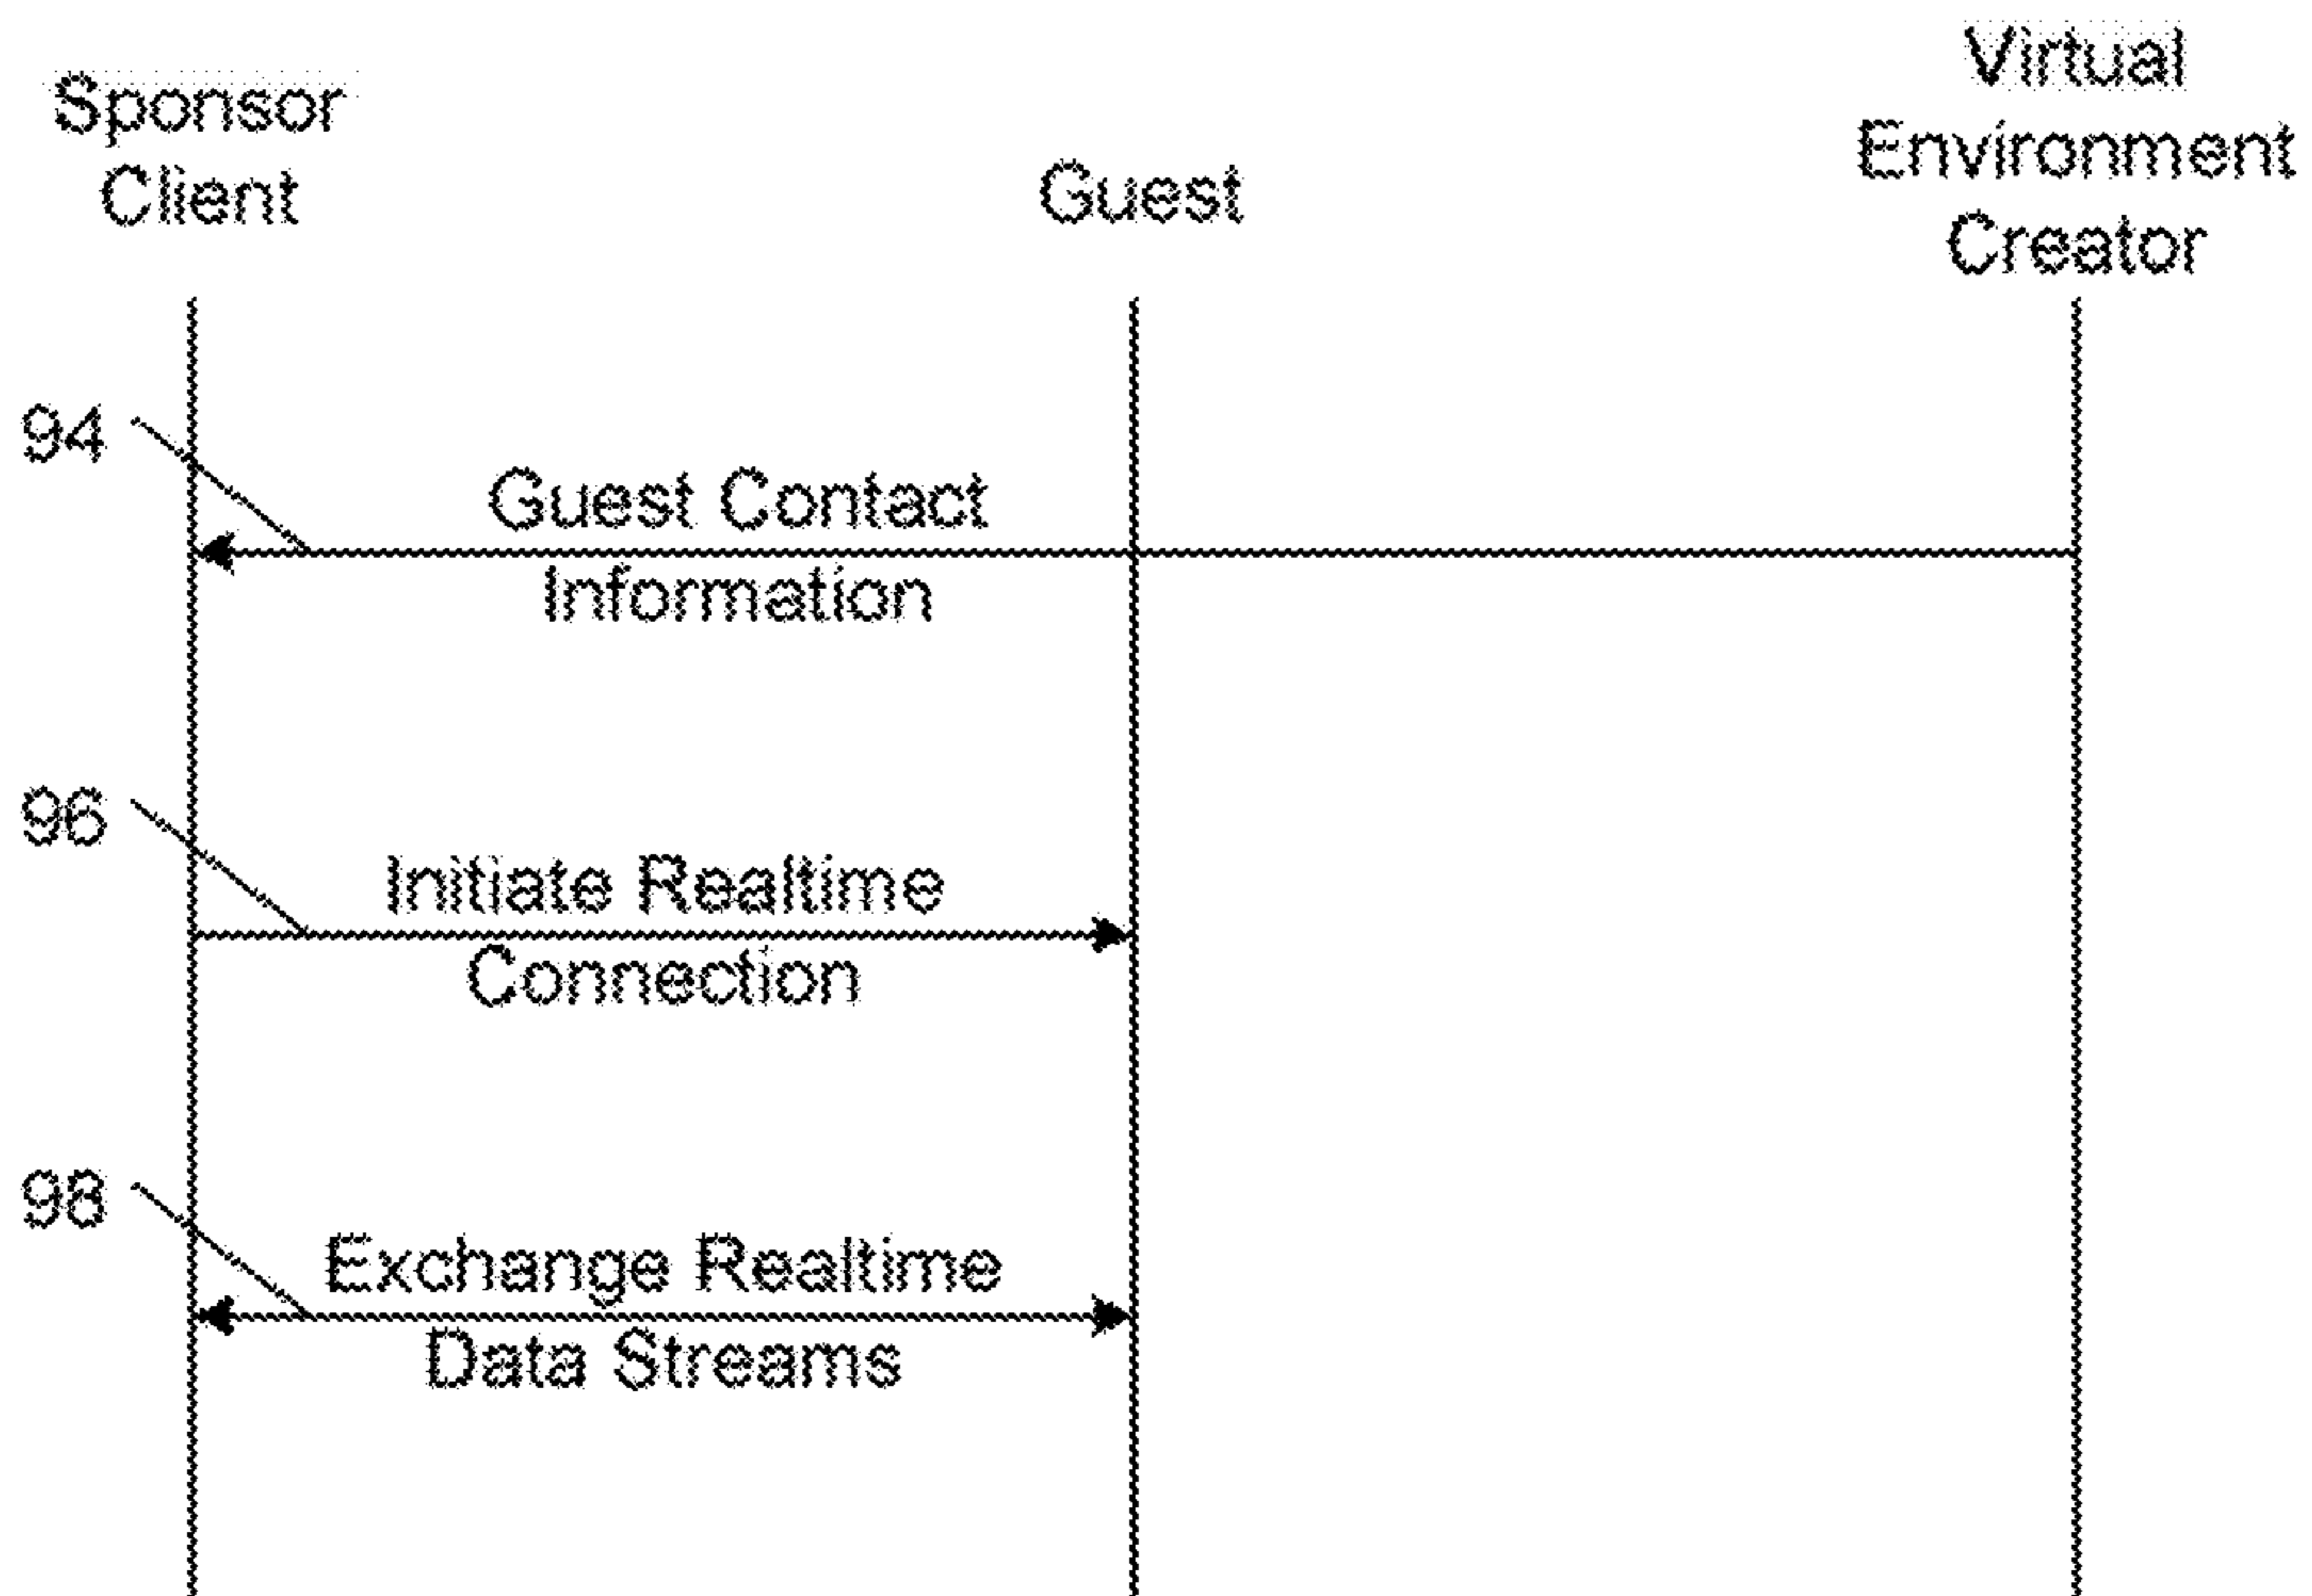 Sponsor
Client
Guest
Virtual
Environment
Creator
94
Guest Contact
Information
96
Initiate Realtime
Connection
98
Exchange Realtime
Data Streams